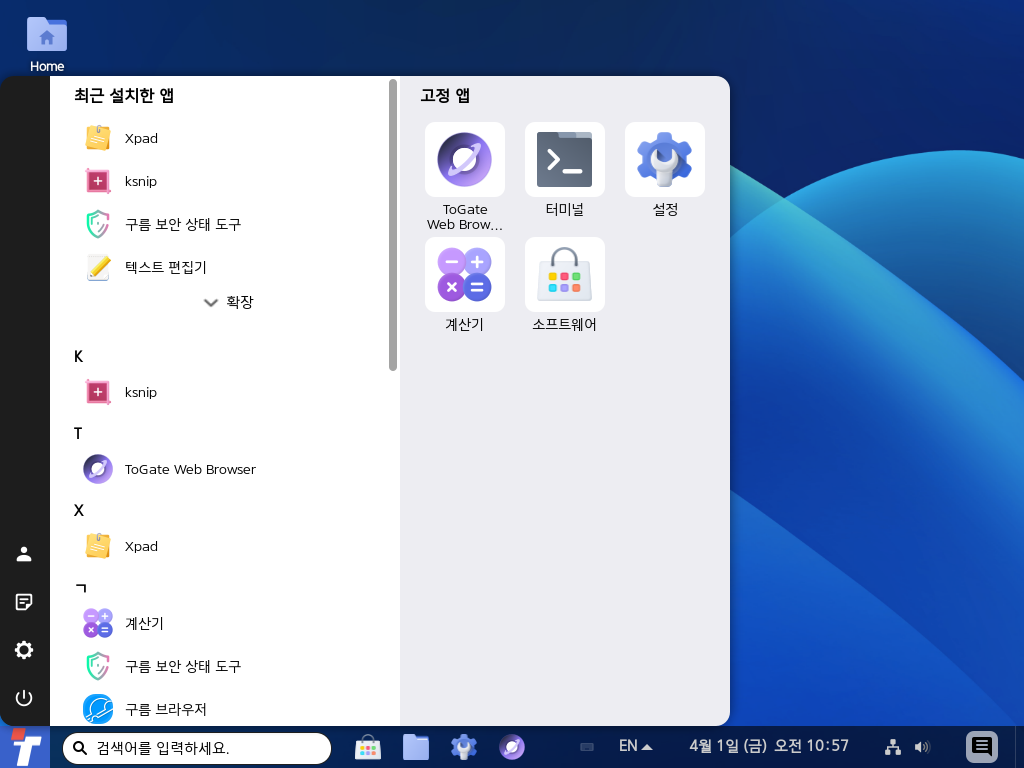 Home
최근 설치한 앱
Xpad
ksnip
구름 보안 상태 도구
텍스트 편집기
확장
K
ksnip
T
ToGate Web Browser
X
Xpad
ㄱ
계산기
구름 보안 상태 도구
구름 브라우저
고정 앱
ToGate
Web Brow...
터미널
설정
계산기
소프트웨어
검색어를 입력하세요.
EN
4월 1일 (금) 오전 10:57